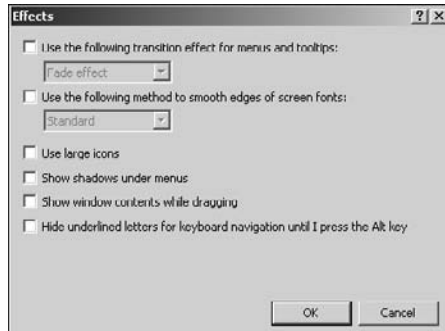 Effects
Use the following transition effect for menus and tooltips:
Fade effect
Use the following method to smooth edges of screen fonts:
Standard
Use large icons
Show shadows under menus
Show window contents while dragging
Hide underlined letters for keyboard navigation until I press the Alt key
OK Cancel